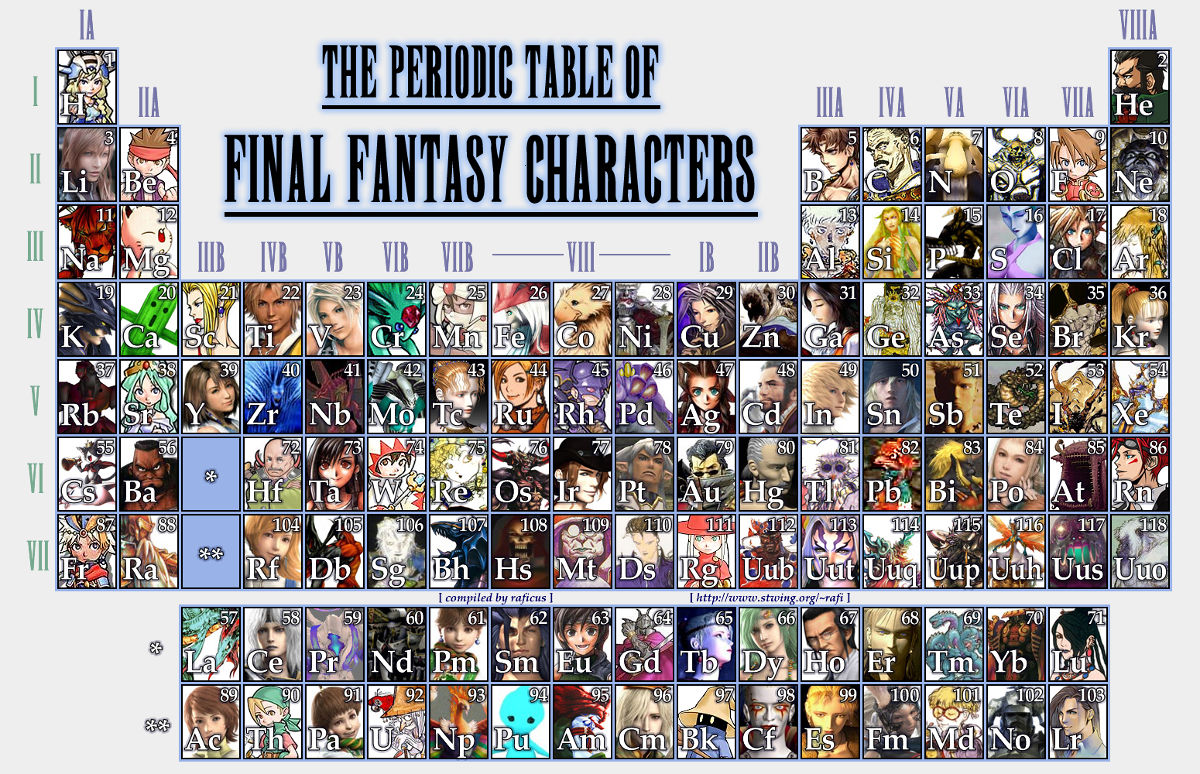 IA VIIIA
THE PERIODIC TABLE OF
FINAL FANTASY CHARACTERS
I
1 2
H He
IIA IIIA IVA VA VIA VIIA
II
3 4 5 6 7 8 9 10
Li Be B C N O F Ne
III
11 12 13 14 15 16 17 18
Na Mg Al Si P S Cl Ar
IIIB IVB VB VIB VIIB VIII IB IIB
IV
19 20 21 22 23 24 25 26 27 28 29 30 31 32 33 34 35 36
K Ca Sc Ti V Cr Mn Fe Co Ni Cu Zn Ga Ge As Se Br Kr
V
37 38 39 40 41 42 43 44 45 46 47 48 49 50 51 52 53 54
Rb Sr Y Zr Nb Mo Tc Ru Rh Pd Ag Cd In Sn Sb Te I Xe
VI
55 56 * 72 73 74 75 76 77 78 79 80 81 82 83 84 85 86
Cs Ba Hf Ta W Re Os Ir Pt Au Hg Tl Pb Bi Po At Rn
VII
87 88 ** 104 105 106 107 108 109 110 111 112 113 114 115 116 117 118
Fr Ra Rf Db Sg Bh Hs Mt Ds Rg Uub Uut Uuq Uup Uuh Uus Uuo
[ compiled by raficus ] [ http://www.stwing.org/~rafi ]
* 57 58 59 60 61 62 63 64 65 66 67 68 69 70 71
La Ce Pr Nd Pm Sm Eu Gd Tb Dy Ho Er Tm Yb Lu
** 89 90 91 92 93 94 95 96 97 98 99 100 101 102 103
Ac Th Pa U Np Pu Am Cm Bk Cf Es Fm Md No Lr